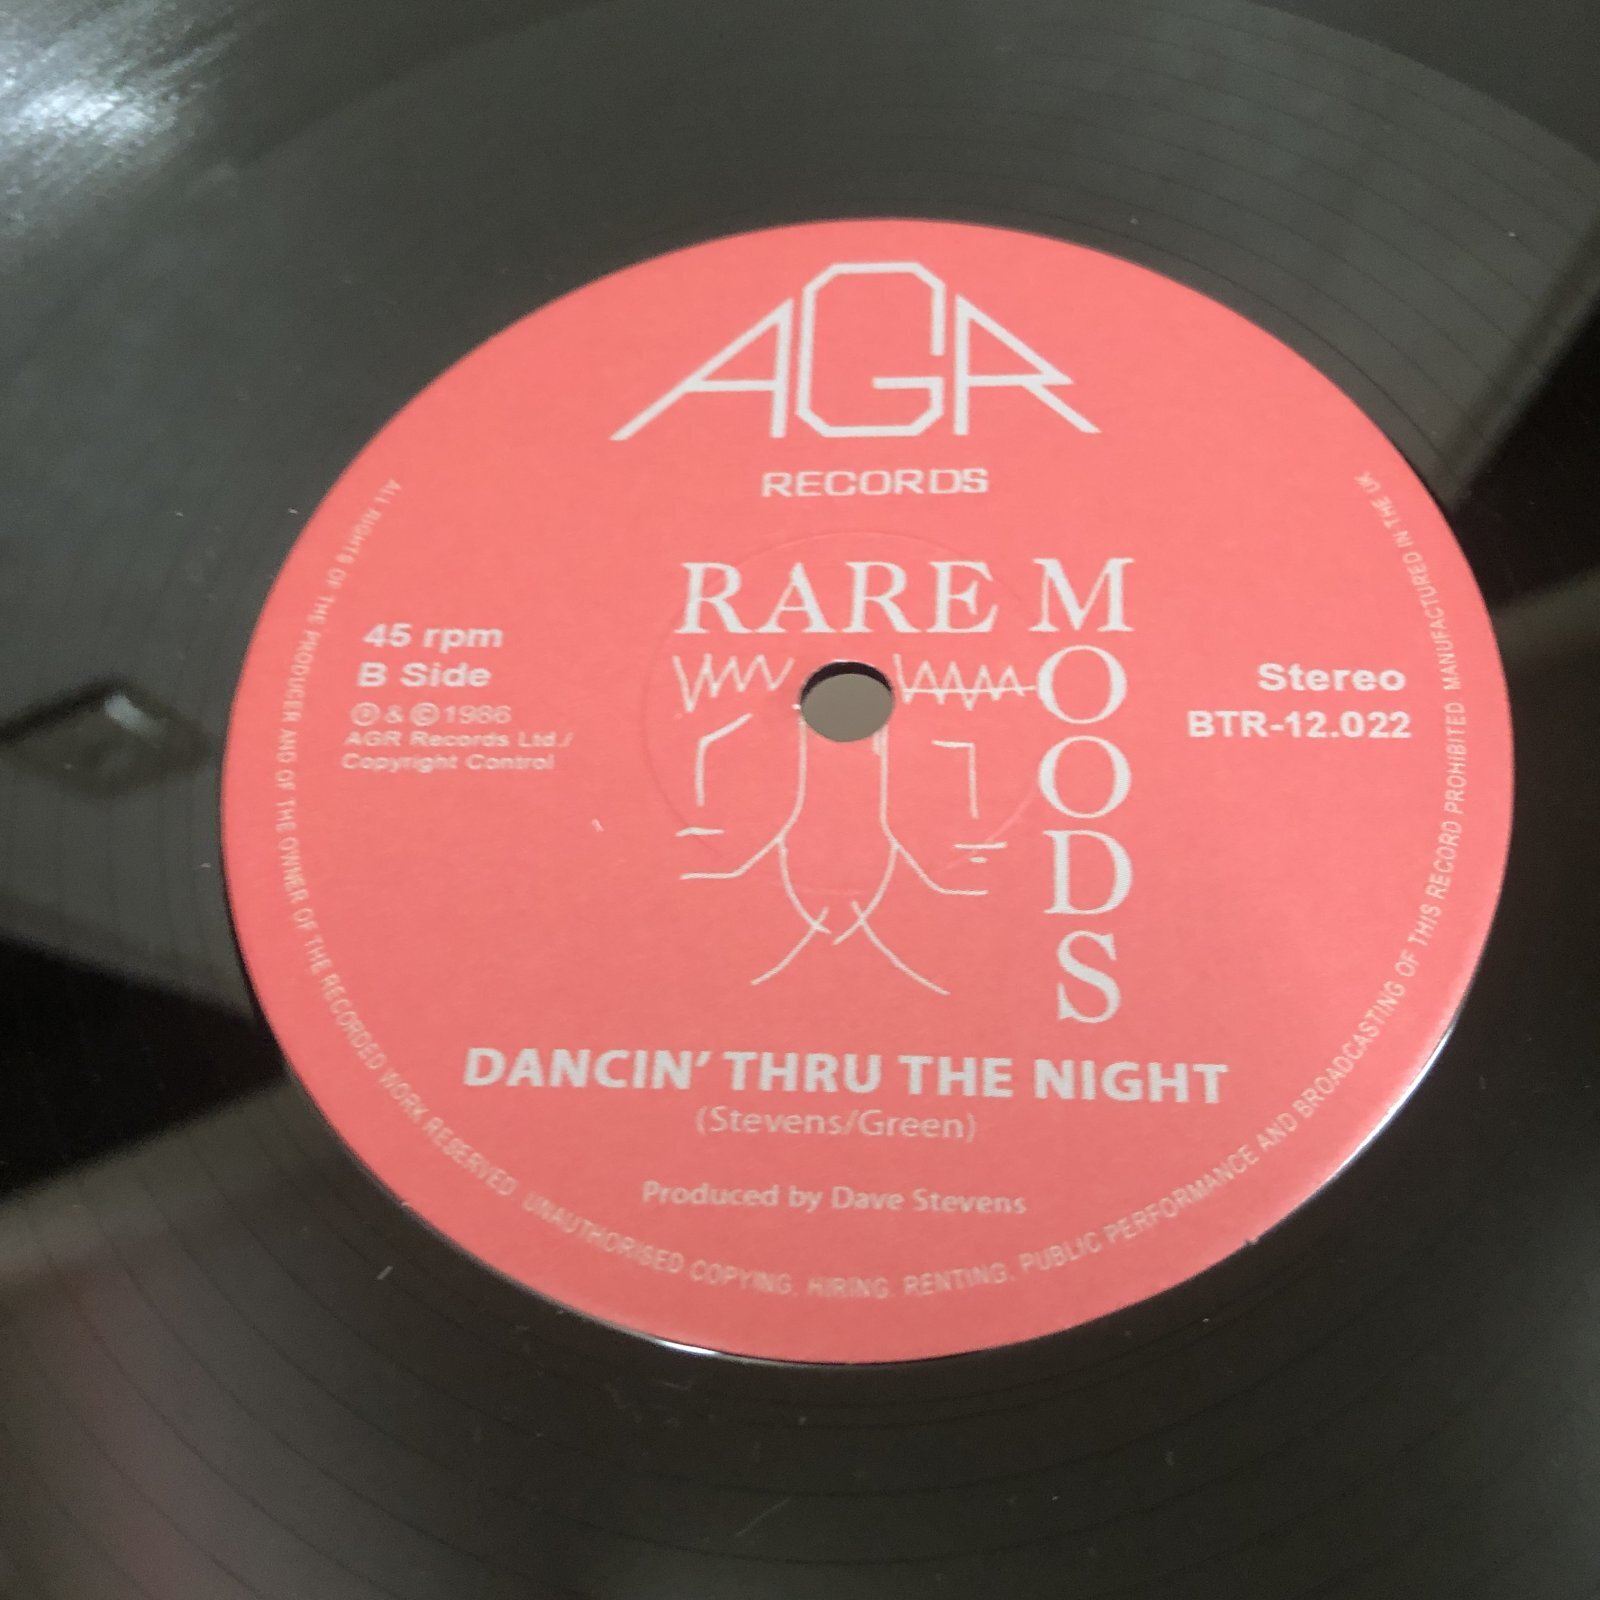 AGR
RECORDS
RARE MOODS
45 rpm
B Side
℗ & © 1986
AGR Records Ltd./
Copyright Control
Stereo
BTR-12.022
DANCIN' THRU THE NIGHT
(Stevens/Green)
Produced by Dave Stevens
ALL RIGHTS OF THE PRODUCER AND OF THE OWNER OF THE RECORDED WORK RESERVED. UNAUTHORISED COPYING, HIRING, RENTING, PUBLIC PERFORMANCE AND BROADCASTING OF THIS RECORD PROHIBITED. MANUFACTURED IN THE UK